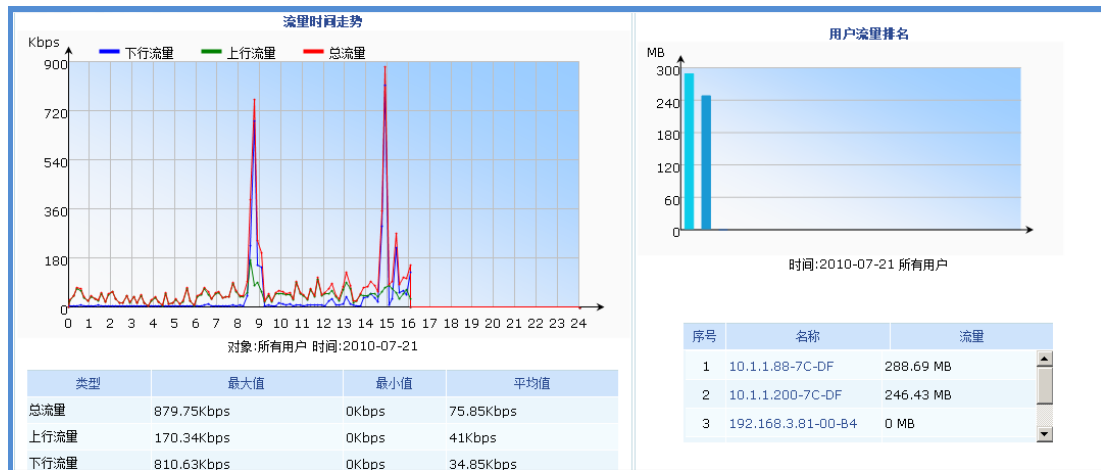 流量时间走势
Kbps
下行流量 上行流量 总流量
900
720
540
360
180
0
0 1 2 3 4 5 6 7 8 9 10 11 12 13 14 15 16 17 18 19 20 21 22 23 24
对象:所有用户 时间:2010-07-21
类型 最大值 最小值 平均值
总流量 879.75Kbps 0Kbps 75.85Kbps
上行流量 170.34Kbps 0Kbps 41Kbps
下行流量 810.63Kbps 0Kbps 34.85Kbps
用户流量排名
MB
300
240
180
120
60
0
时间:2010-07-21 所有用户
序号 名称 流量
1 10.1.1.88-7C-DF 288.69 MB
2 10.1.1.200-7C-DF 246.43 MB
3 192.168.3.81-00-B4 0 MB